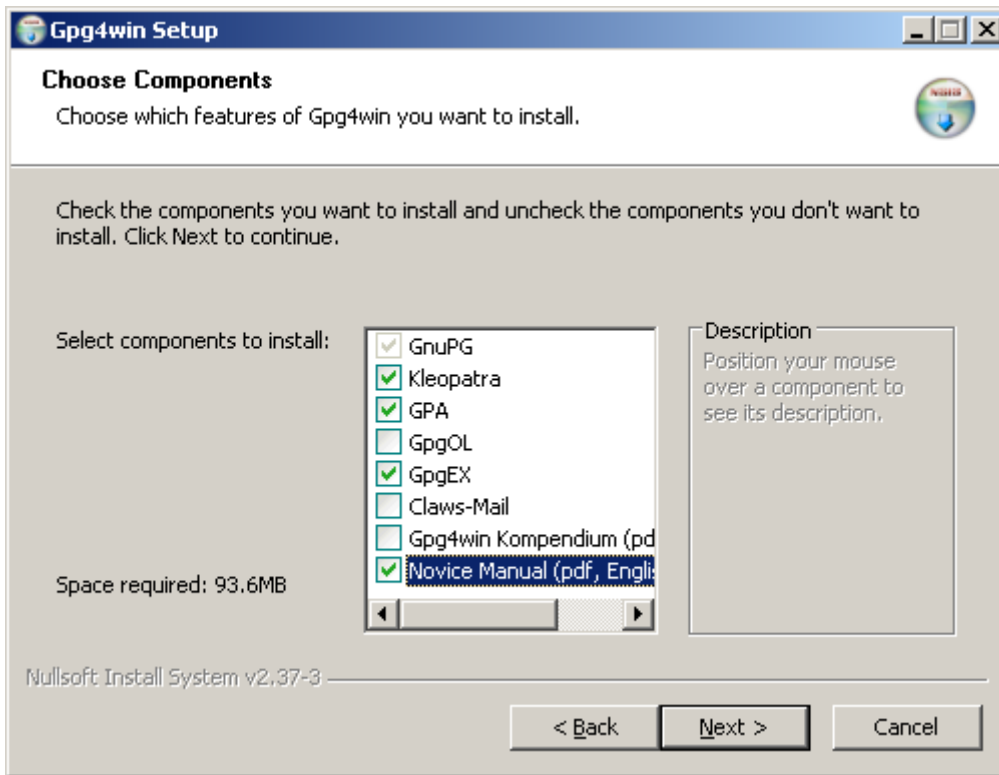 Gpg4win Setup
Choose Components
Choose which features of Gpg4win you want to install.
Check the components you want to install and uncheck the components you don't want to
install. Click Next to continue.
Select components to install:
GnuPG
Kleopatra
GPA
GpgOL
GpgEX
Claws-Mail
Gpg4win Kompendium (pd
Novice Manual (pdf, Englis
Description
Position your mouse
over a component to
see its description.
Space required: 93.6MB
Nullsoft Install System v2.37-3
< Back
Next >
Cancel